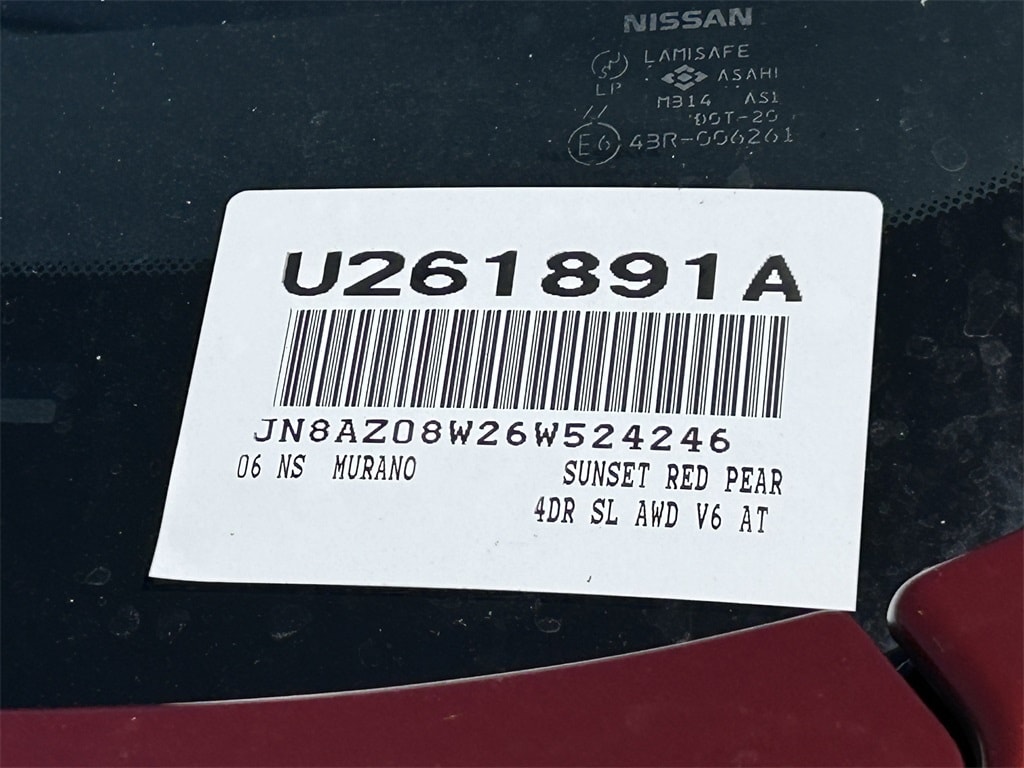 NISSAN
LAMISAFE
LP ASAHI
M314 AS1
DOT-20
E6 43R-006261
U261891A
JN8AZ08W26W524246
06 NS MURANO SUNSET RED PEAR
4DR SL AWD V6 AT